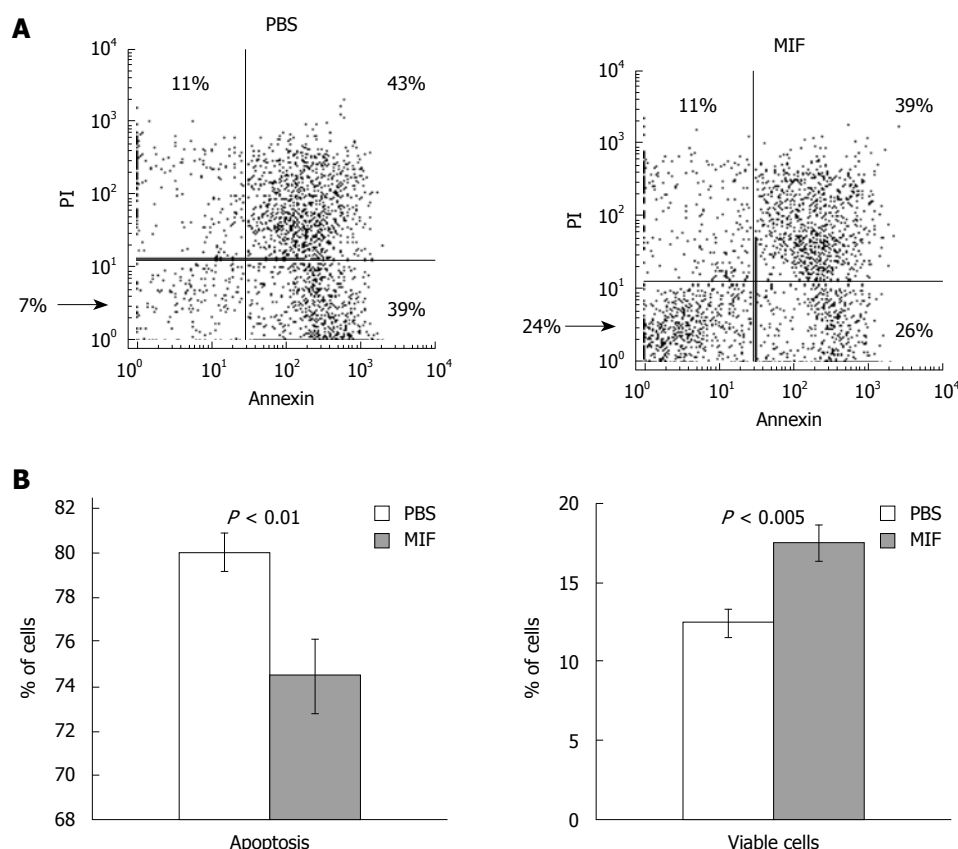 A
PBS
10^4
10^3
10^2
10^1
10^0
PI
11%
43%
7%
39%
10^0 10^1 10^2 10^3 10^4
Annexin
MIF
10^4
10^3
10^2
10^1
10^0
PI
11%
39%
24%
26%
10^0 10^1 10^2 10^3 10^4
Annexin
B
82
80
78
76
74
72
70
68
% of cells
P < 0.01
PBS
MIF
Apoptosis
20
15
10
5
0
% of cells
P < 0.005
PBS
MIF
Viable cells